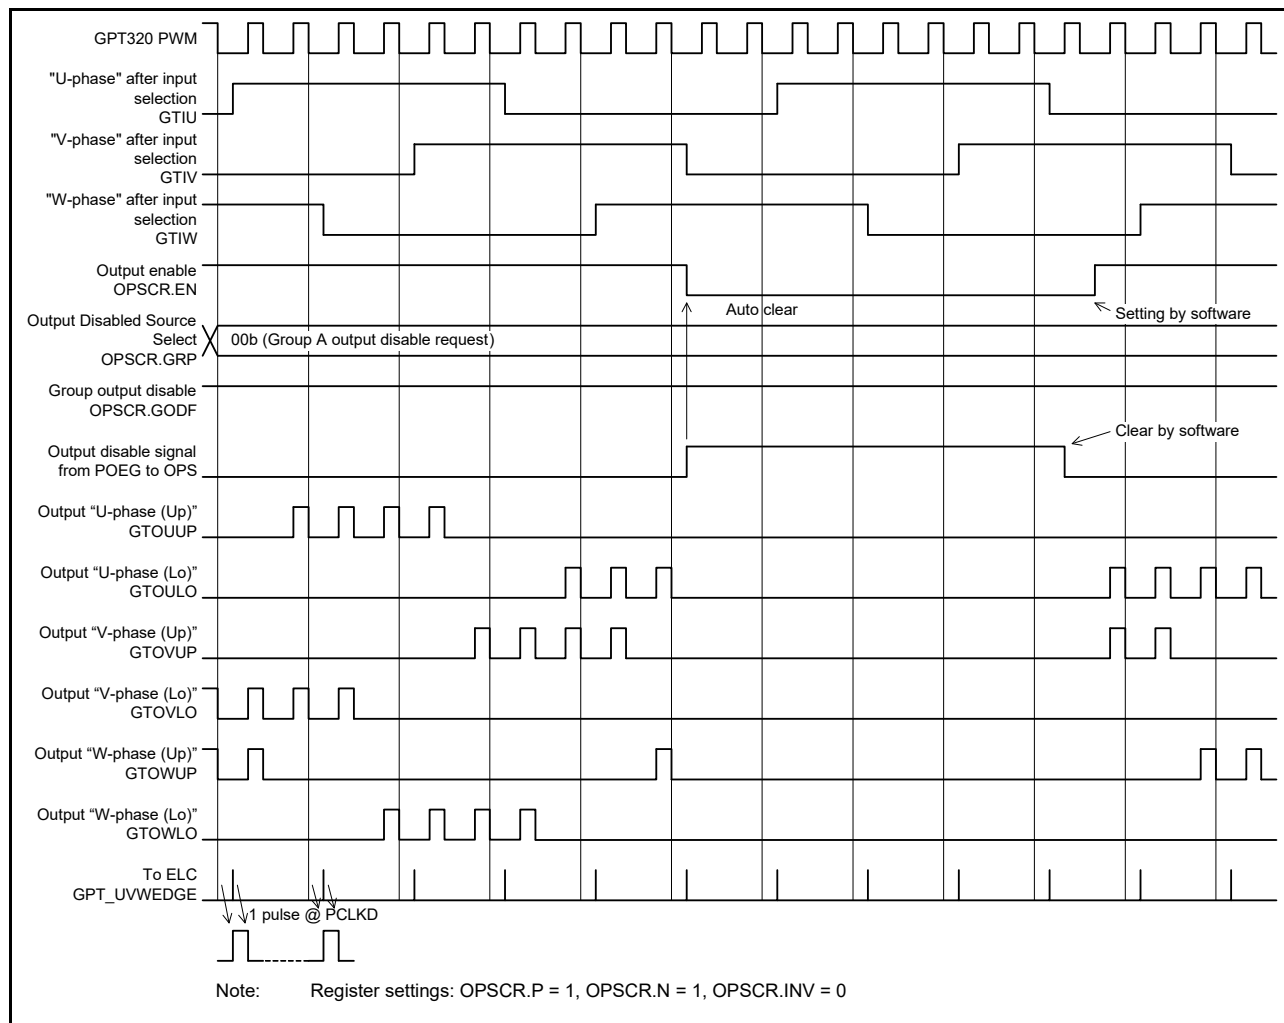 GPT320 PWM
"U-phase" after input
selection
GTIU
"V-phase" after input
selection
GTIV
"W-phase" after input
selection
GTIW
Output enable
OPSCR.EN
Auto clear
Setting by software
Output Disabled Source
Select
OPSCR.GRP
00b (Group A output disable request)
Group output disable
OPSCR.GODF
Clear by software
Output disable signal
from POEG to OPS
Output “U-phase (Up)”
GTOUUP
Output “U-phase (Lo)”
GTOULO
Output “V-phase (Up)”
GTOVUP
Output “V-phase (Lo)”
GTOVLO
Output “W-phase (Up)”
GTOWUP
Output “W-phase (Lo)”
GTOWLO
To ELC
GPT_UVWEDGE
1 pulse @ PCLKD
Note: Register settings: OPSCR.P = 1, OPSCR.N = 1, OPSCR.INV = 0